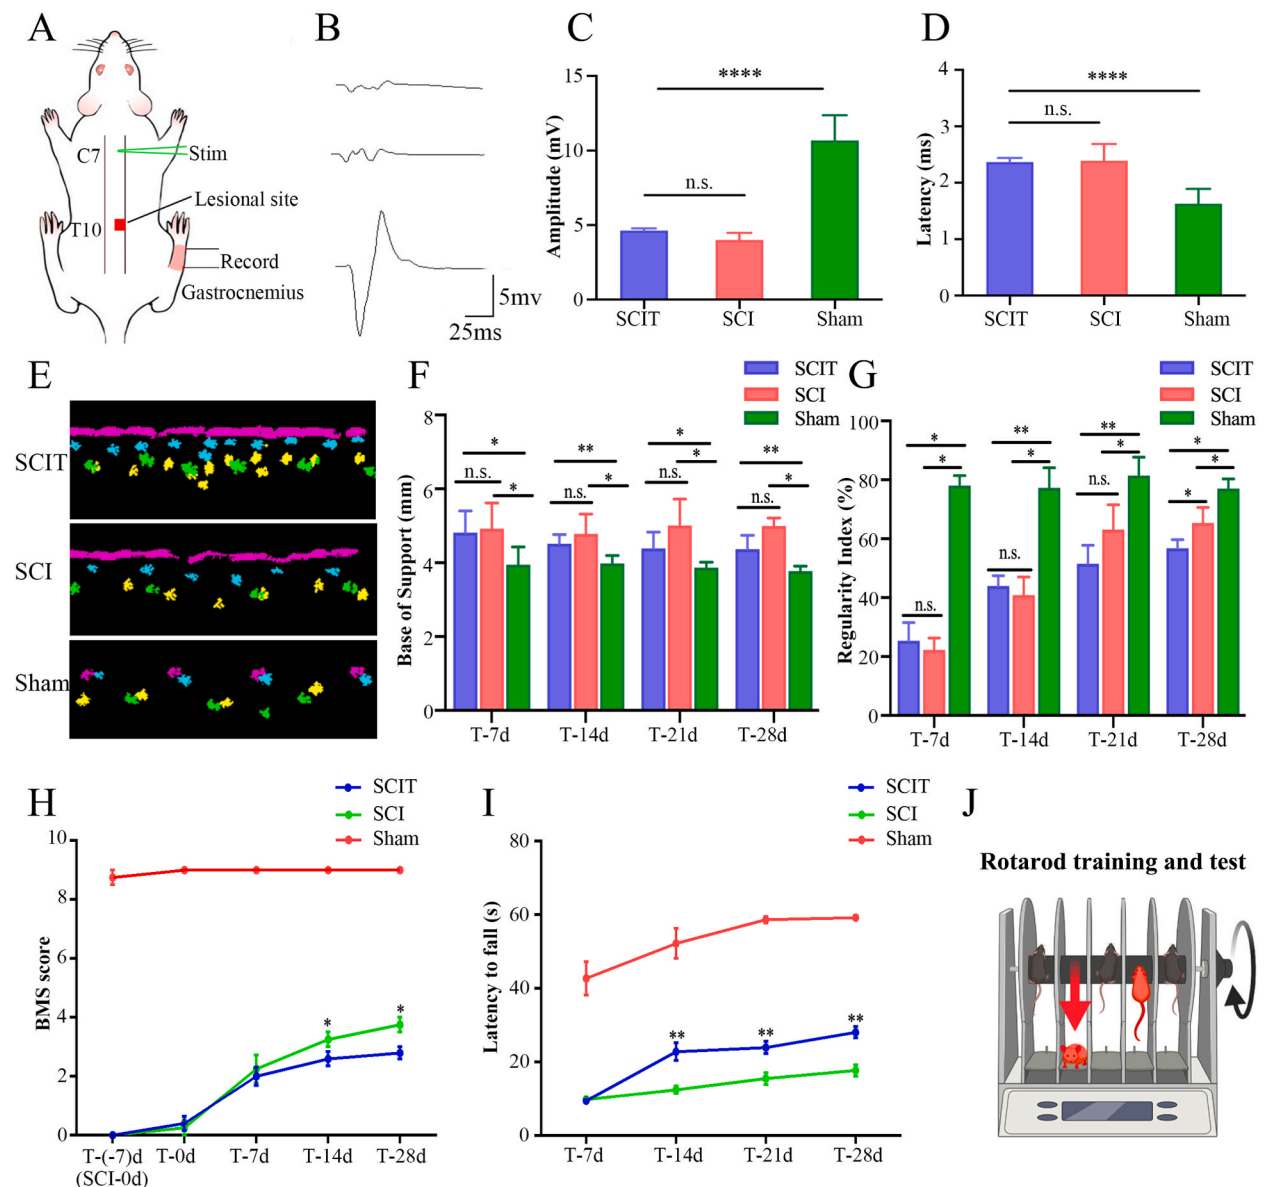 A
C7
Stim
Lesional site
T10
Record
Gastrocnemius
B
5mv
25ms
C
Amplitude (mV)
15
10
5
0
****
n.s.
SCIT
SCI
Sham
D
Latency (ms)
4
3
2
1
0
****
n.s.
SCIT
SCI
Sham
E
SCIT
SCI
Sham
F
SCIT
SCI
Sham
Base of Support (mm)
8
6
4
2
0
*
n.s.
*
**
n.s.
*
*
n.s.
*
**
n.s.
*
T-7d
T-14d
T-21d
T-28d
G
SCIT
SCI
Sham
Regularity Index (%)
100
80
60
40
20
0
*
*
n.s.
**
*
n.s.
**
*
n.s.
*
*
*
T-7d
T-14d
T-21d
T-28d
H
SCIT
SCI
Sham
BMS score
10
8
6
4
2
0
*
*
T-(-7)d
(SCI-0d)
T-0d
T-7d
T-14d
T-28d
I
SCIT
SCI
Sham
Latency to fall (s)
80
60
40
20
0
**
**
**
T-7d
T-14d
T-21d
T-28d
J
Rotarod training and test